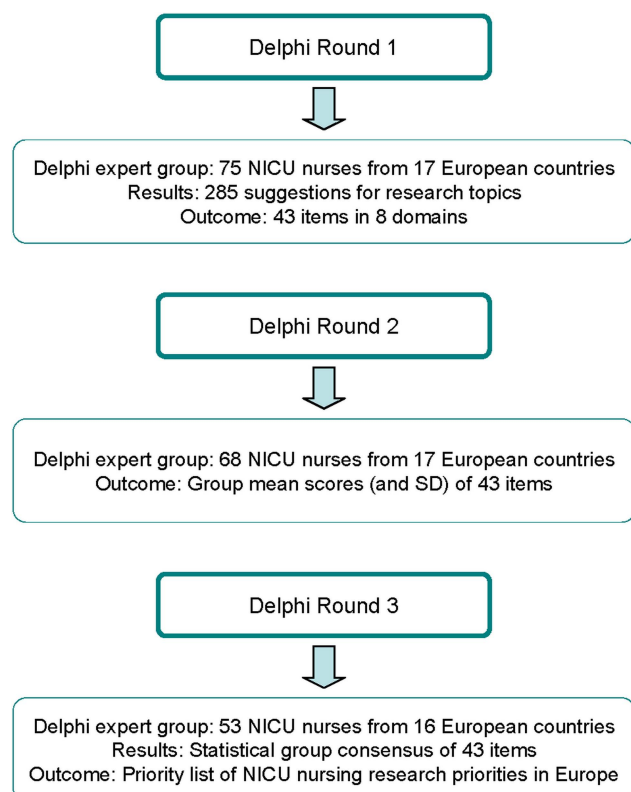 Delphi Round 1
Delphi expert group: 75 NICU nurses from 17 European countries
Results: 285 suggestions for research topics
Outcome: 43 items in 8 domains
Delphi Round 2
Delphi expert group: 68 NICU nurses from 17 European countries
Outcome: Group mean scores (and SD) of 43 items
Delphi Round 3
Delphi expert group: 53 NICU nurses from 16 European countries
Results: Statistical group consensus of 43 items
Outcome: Priority list of NICU nursing research priorities in Europe